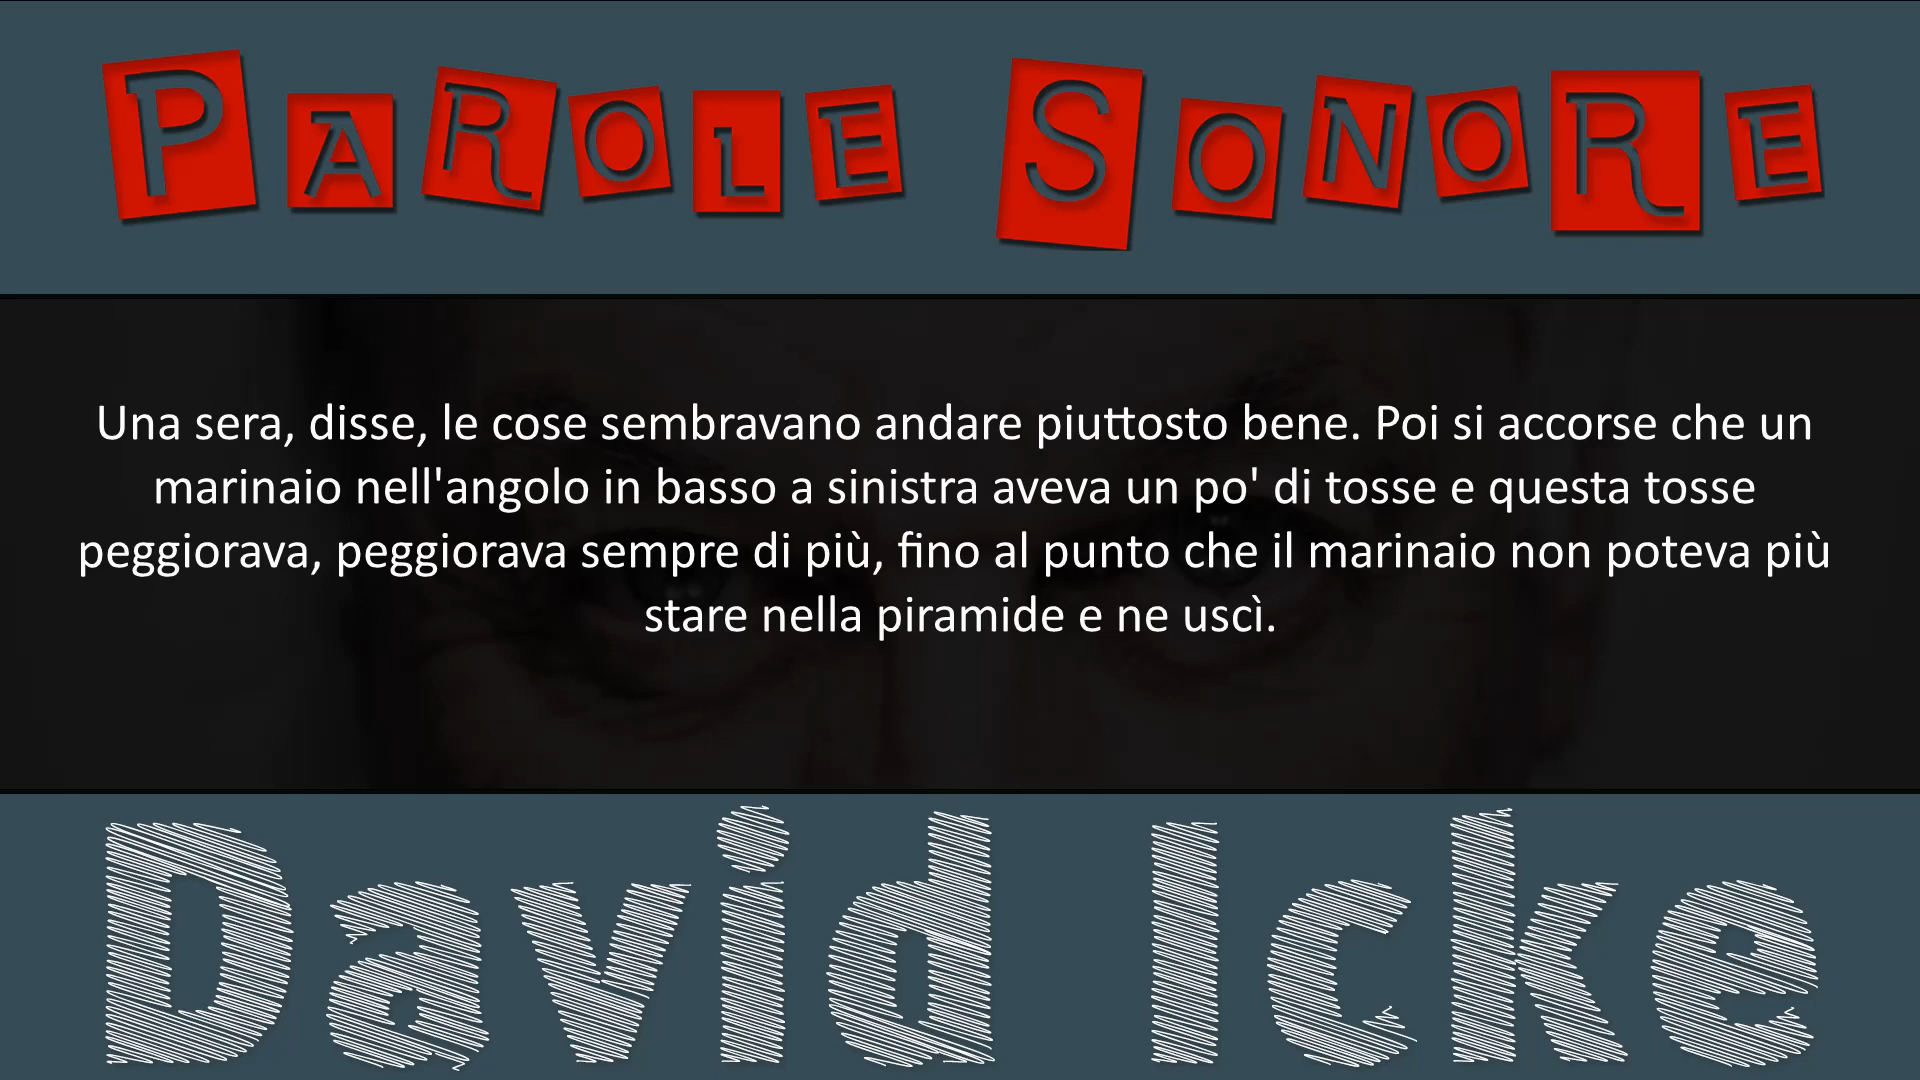 PAROLE SONORE
Una sera, disse, le cose sembravano andare piuttosto bene. Poi si accorse che un
marinaio nell'angolo in basso a sinistra aveva un po' di tosse e questa tosse
peggiorava, peggiorava sempre di più, fino al punto che il marinaio non poteva più
stare nella piramide e ne uscì.
David Icke